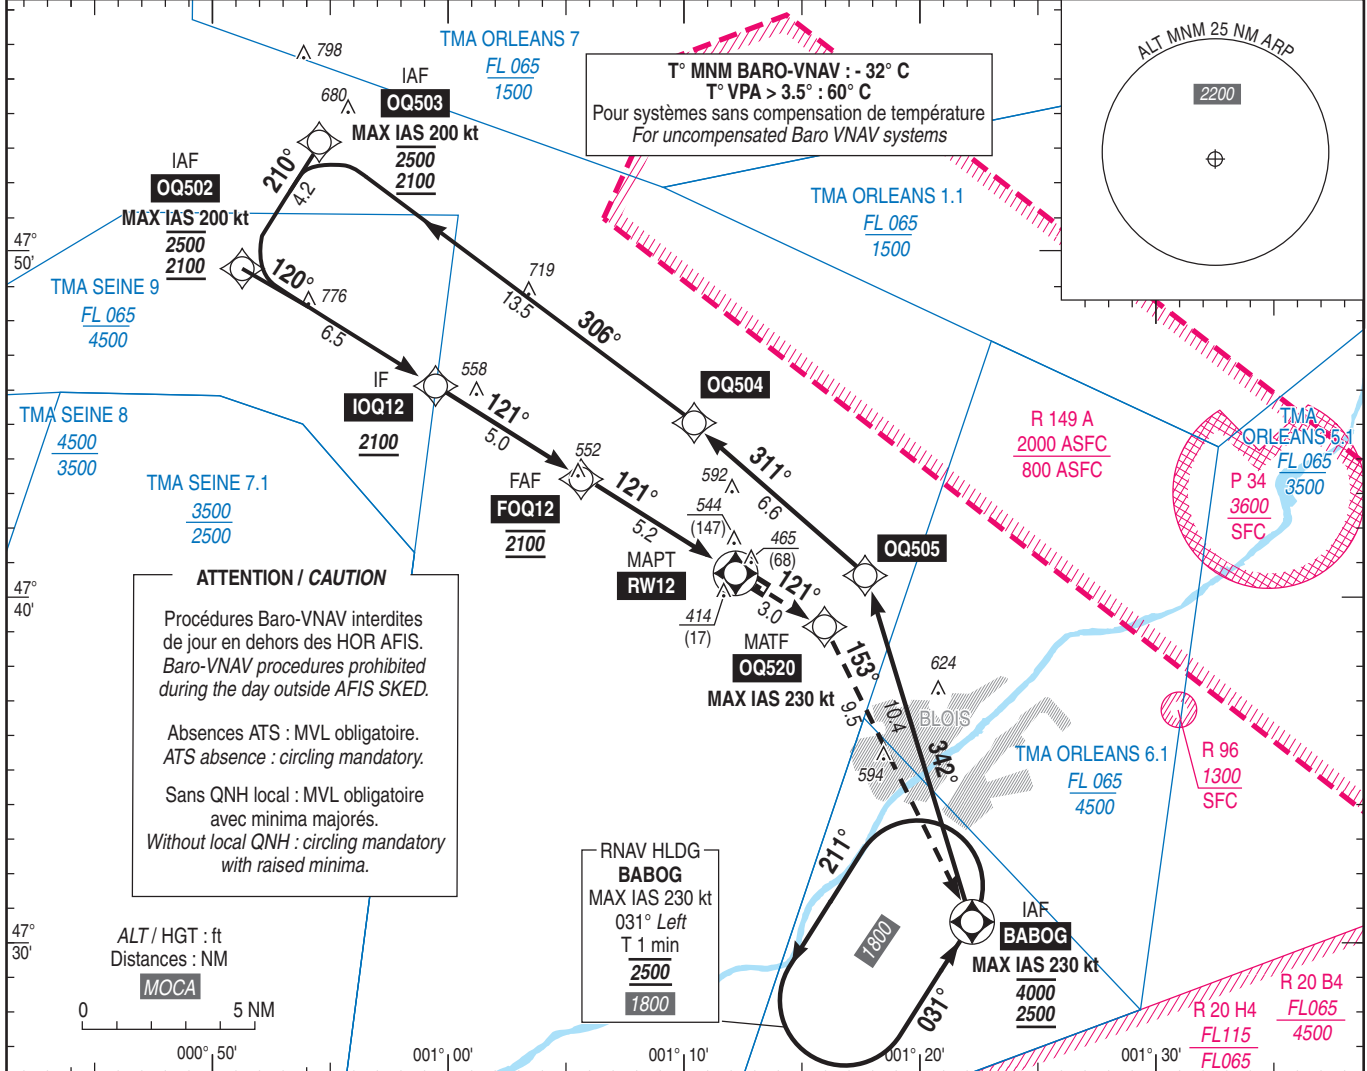 TMA ORLEANS 7
FL 065
1500
798
680
IAF
OQ503
MAX IAS 200 kt
2500
2100
T° MNM BARO-VNAV : - 32° C
T° VPA > 3.5° : 60° C
Pour systèmes sans compensation de température
For uncompensated Baro VNAV systems
ALT MNM 25 NM ARP
2200
IAF
OQ502
MAX IAS 200 kt
2500
2100
210°
4.2
TMA ORLEANS 1.1
FL 065
1500
47°
50'
TMA SEINE 9
FL 065
4500
120°
776
6.5
719
13.5
306°
IF
IOQ12
2100
558
121°
5.0
OQ504
TMA SEINE 8
4500
3500
TMA SEINE 7.1
3500
2500
R 149 A
2000 ASFC
800 ASFC
TMA
ORLEANS 5.1
FL 065
3500
P 34
3600
SFC
552
FAF
FOQ12
2100
121°
5.2
592
311°
6.6
544
(147)
465
(68)
OQ505
MAPT
RW12
414
(17)
121°
3.0
MATF
OQ520
MAX IAS 230 kt
47°
40'
ATTENTION / CAUTION
Procédures Baro-VNAV interdites
de jour en dehors des HOR AFIS.
Baro-VNAV procedures prohibited
during the day outside AFIS SKED.
Absences ATS : MVL obligatoire.
ATS absence : circling mandatory.
Sans QNH local : MVL obligatoire
avec minima majorés.
Without local QNH : circling mandatory
with raised minima.
153°
9.5
10.4
342°
624
BLOIS
594
TMA ORLEANS 6.1
FL 065
4500
R 96
1300
SFC
RNAV HLDG
BABOG
MAX IAS 230 kt
031° Left
T 1 min
2500
1800
211°
1800
031°
IAF
BABOG
MAX IAS 230 kt
4000
2500
47°
30'
ALT / HGT : ft
Distances : NM
MOCA
0 5 NM
R 20 H4
FL115
FL065
R 20 B4
FL065
4500
000° 50'
001° 00'
001° 10'
001° 20'
001° 30'